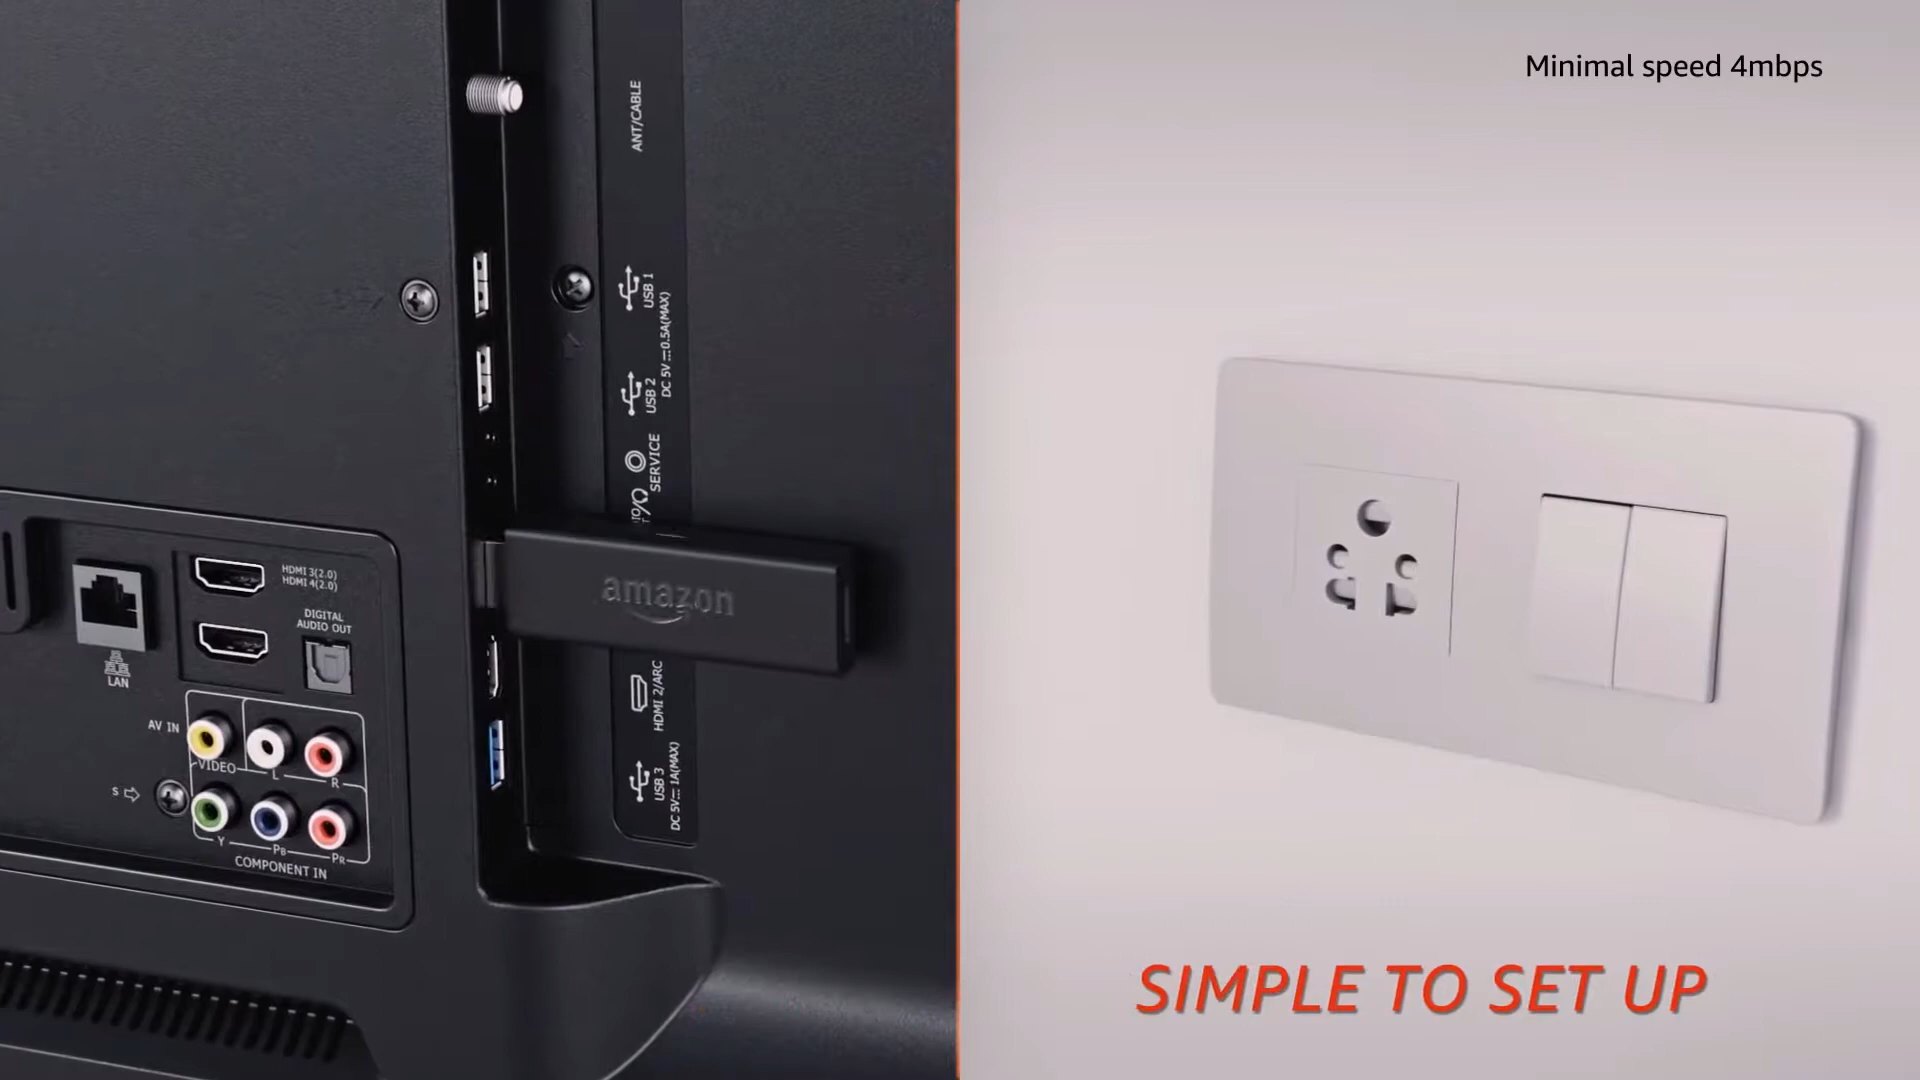 Minimal speed 4mbps
ANT/CABLE
USB 1
DC 5V 0.5A(MAX)
USB 2
SERVICE
amazon
HDMI 2/ARC
USB 3
DC 5V 1A(MAX)
HDMI 3(2.0)
HDMI 4(2.0)
DIGITAL
AUDIO OUT
LAN
AV IN
VIDEO
L
R
S
Y
PB
PR
COMPONENT IN
SIMPLE TO SET UP